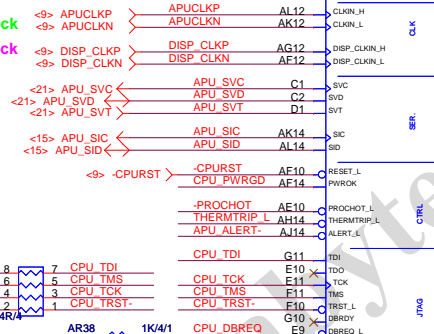 <9> APUCLKP APUCLKP AL12 CLKIN_H
ck <9> APUCLKN APUCLKN AK12 CLKIN_L
CLK
ck <9> DISP_CLKP DISP_CLKP AG12 DISP_CLKIN_H
<9> DISP_CLKN DISP_CLKN AF12 DISP_CLKIN_L
<21> APU_SVC APU_SVC C1 SVC
<21> APU_SVD APU_SVD C2 SVD
<21> APU_SVT APU_SVT D1 SVT
SER.
<15> APU_SIC APU_SIC AK14 SIC
<15> APU_SID APU_SID AL14 SID
<9> -CPURST -CPURST AF10 RESET_L
CPU_PWRGD AF14 PWROK
-PROCHOT AE10 PROCHOT_L
THERMTRIP_L AH14 THERMTRIP_L
APU_ALERT- AJ14 ALERT_L
CTRL
CPU_TDI G11 TDI
8 7 CPU_TDI E10 TDO
6 5 CPU_TMS CPU_TCK E11 TCK
4 3 CPU_TCK CPU_TMS F11 TMS
2 1 CPU_TRST- CPU_TRST- F10 TRST_L
4R/4 G10 DBRDY
AR38 1K/4/1 CPU_DBREQ E9 DBREQ_L
JTAG